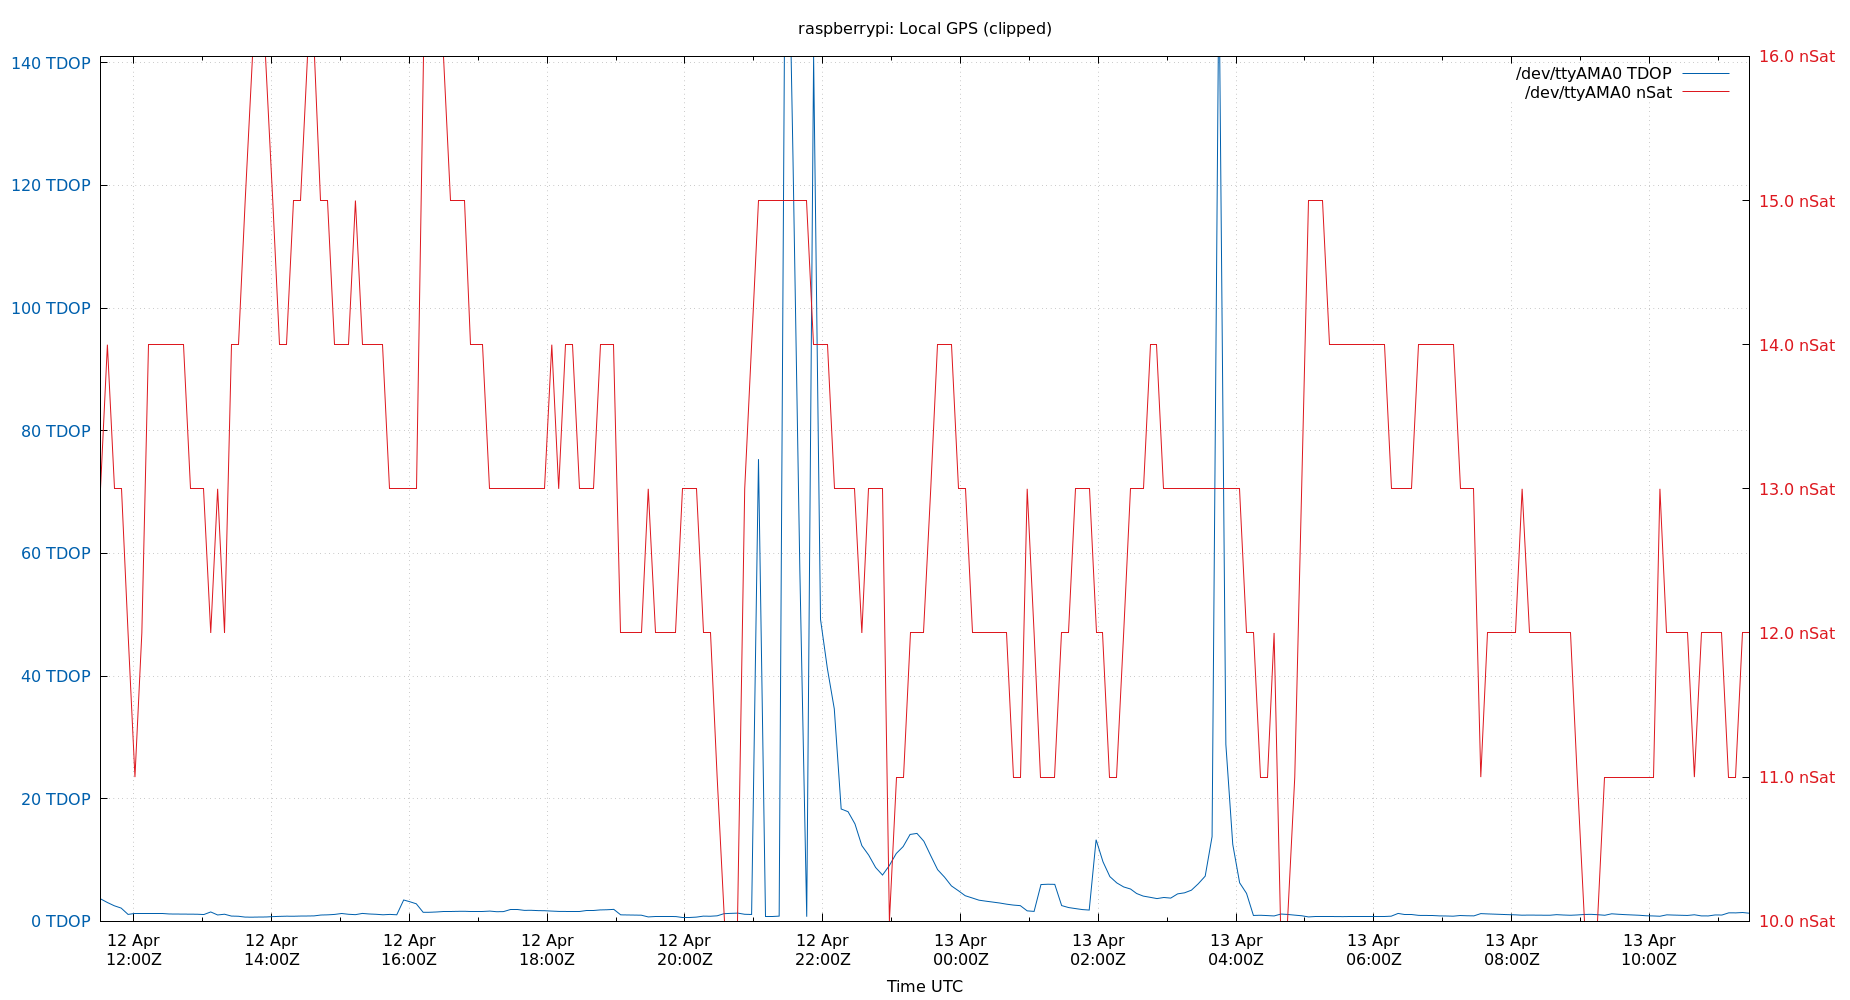 raspberrypi: Local GPS (clipped)
140 TDOP
120 TDOP
100 TDOP
80 TDOP
60 TDOP
40 TDOP
20 TDOP
0 TDOP
/dev/ttyAMA0 TDOP
/dev/ttyAMA0 nSat
16.0 nSat
15.0 nSat
14.0 nSat
13.0 nSat
12.0 nSat
11.0 nSat
10.0 nSat
12 Apr
12:00Z
12 Apr
14:00Z
12 Apr
16:00Z
12 Apr
18:00Z
12 Apr
20:00Z
12 Apr
22:00Z
13 Apr
00:00Z
13 Apr
02:00Z
13 Apr
04:00Z
13 Apr
06:00Z
13 Apr
08:00Z
13 Apr
10:00Z
Time UTC